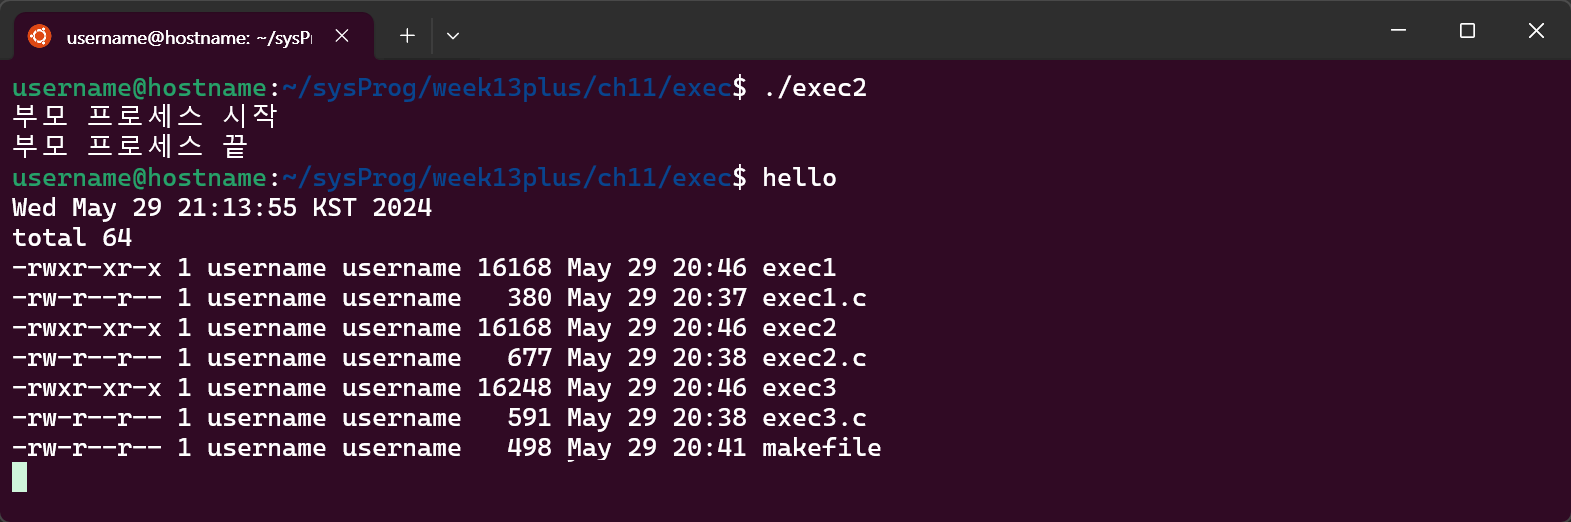 username@hostname: ~/sysPr
username@hostname:~/sysProg/week13plus/ch11/exec$ ./exec2
부모 프로세스 시작
부모 프로세스 끝
username@hostname:~/sysProg/week13plus/ch11/exec$ hello
Wed May 29 21:13:55 KST 2024
total 64
-rwxr-xr-x 1 username username 16168 May 29 20:46 exec1
-rw-r--r-- 1 username username   380 May 29 20:37 exec1.c
-rwxr-xr-x 1 username username 16168 May 29 20:46 exec2
-rw-r--r-- 1 username username   677 May 29 20:38 exec2.c
-rwxr-xr-x 1 username username 16248 May 29 20:46 exec3
-rw-r--r-- 1 username username   591 May 29 20:38 exec3.c
-rw-r--r-- 1 username username   498 May 29 20:41 makefile